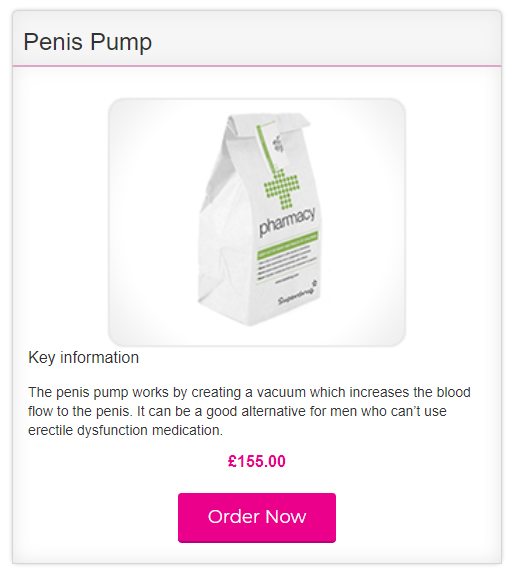 Penis Pump
pharmacy
Superdrug
Key information
The penis pump works by creating a vacuum which increases the blood
flow to the penis. It can be a good alternative for men who can’t use
erectile dysfunction medication.
£155.00
Order Now